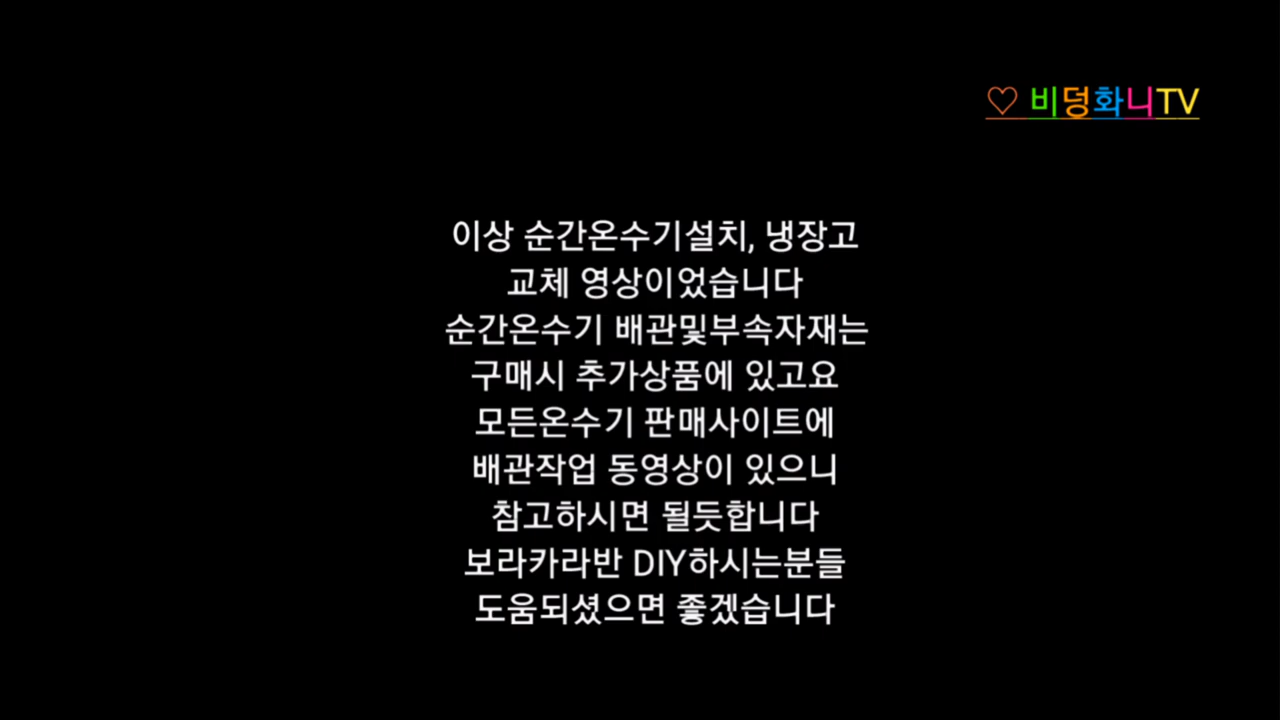 ♡ 비덩화니TV
이상 순간온수기설치, 냉장고
교체 영상이었습니다
순간온수기 배관및부속자재는
구매시 추가상품에 있고요
모든온수기 판매사이트에
배관작업 동영상이 있으니
참고하시면 될듯합니다
보라카라반 DIY하시는분들
도움되셨으면 좋겠습니다